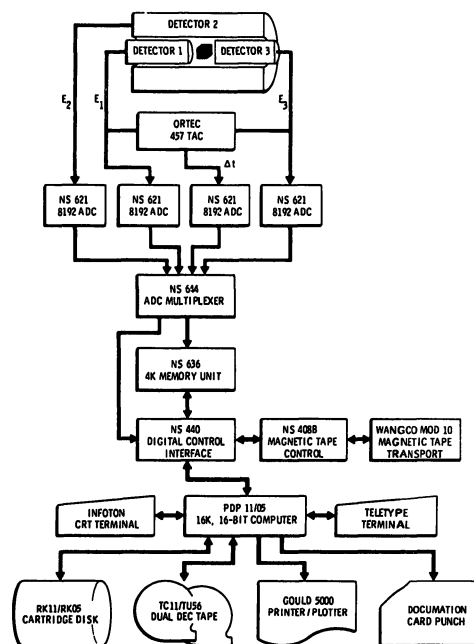 DETECTOR 2
DETECTOR 1
DETECTOR 3
E2
E1
E3
ORTEC
457 TAC
Δt
NS 621
8192 ADC
NS 621
8192 ADC
NS 621
8192 ADC
NS 621
8192 ADC
NS 644
ADC MULTIPLEXER
NS 636
4K MEMORY UNIT
NS 440
DIGITAL CONTROL
INTERFACE
NS 408B
MAGNETIC TAPE
CONTROL
WANGCO MOD 10
MAGNETIC TAPE
TRANSPORT
INFOTON
CRT TERMINAL
PDP 11/05
16K, 16-BIT COMPUTER
TELETYPE
TERMINAL
RK11/RK05
CARTRIDGE DISK
TC11/TU56
DUAL DEC TAPE
GOULD 5000
PRINTER/PLOTTER
DOCUMATION
CARD PUNCH